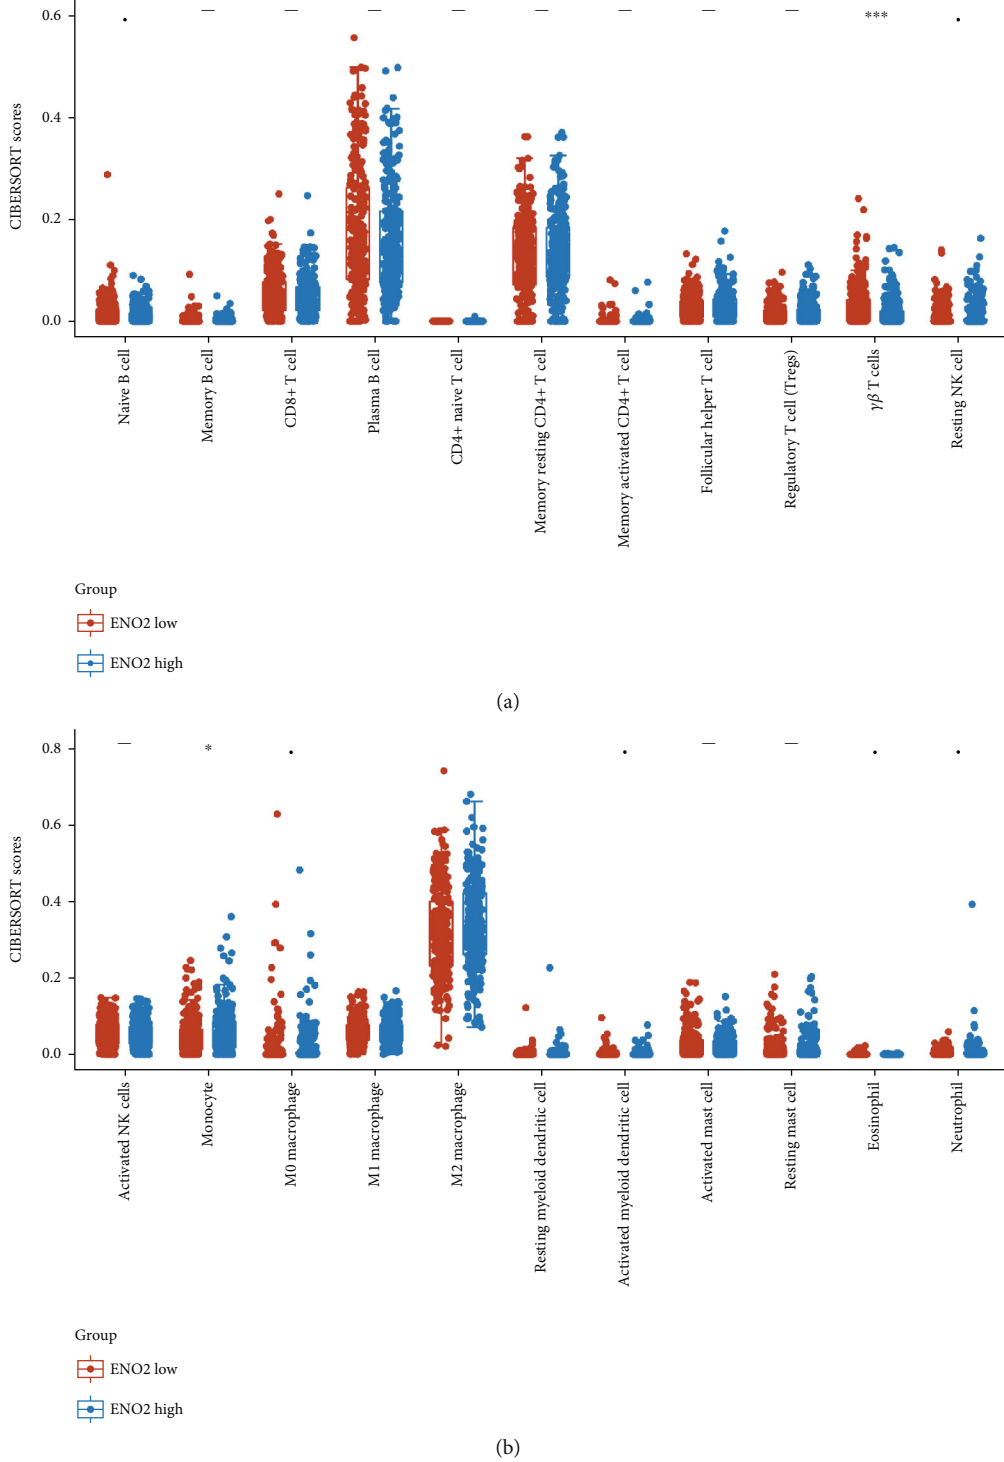 CIBERSORT scores
0.6
0.4
0.2
0.0
• — — — — — — — — *** •
Naive B cell
Memory B cell
CD8+ T cell
Plasma B cell
CD4+ naive T cell
Memory resting CD4+ T cell
Memory activated CD4+ T cell
Follicular helper T cell
Regulatory T cell (Tregs)
γβ T cells
Resting NK cell
Group
ENO2 low
ENO2 high
(a)
CIBERSORT scores
0.8
0.6
0.4
0.2
0.0
— * • • — — • •
Activated NK cells
Monocyte
M0 macrophage
M1 macrophage
M2 macrophage
Resting myeloid dendritic cell
Activated myeloid dendritic cell
Activated mast cell
Resting mast cell
Eosinophil
Neutrophil
Group
ENO2 low
ENO2 high
(b)